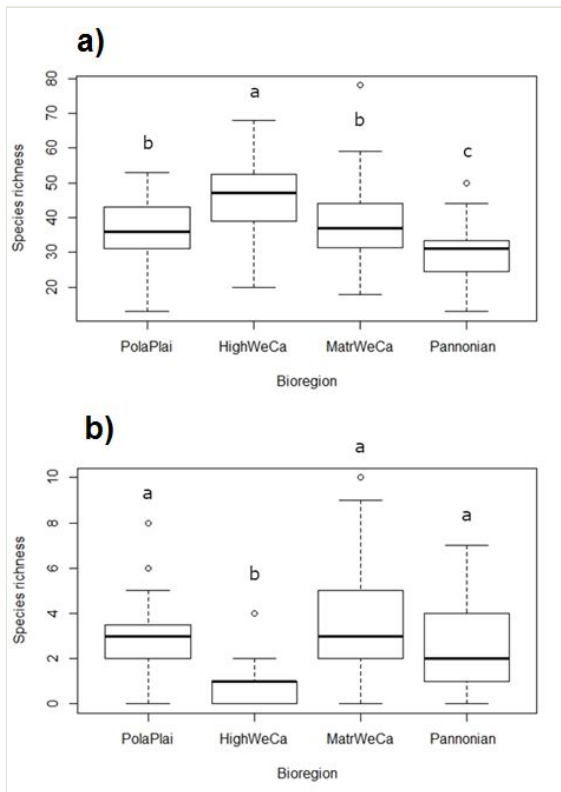 a)
a
b
b
c
Species richness
80
70
60
50
40
30
20
PolaPlai HighWeCa MatrWeCa Pannonian
Bioregion
b)
a
a
a
b
Species richness
10
8
6
4
2
0
PolaPlai HighWeCa MatrWeCa Pannonian
Bioregion